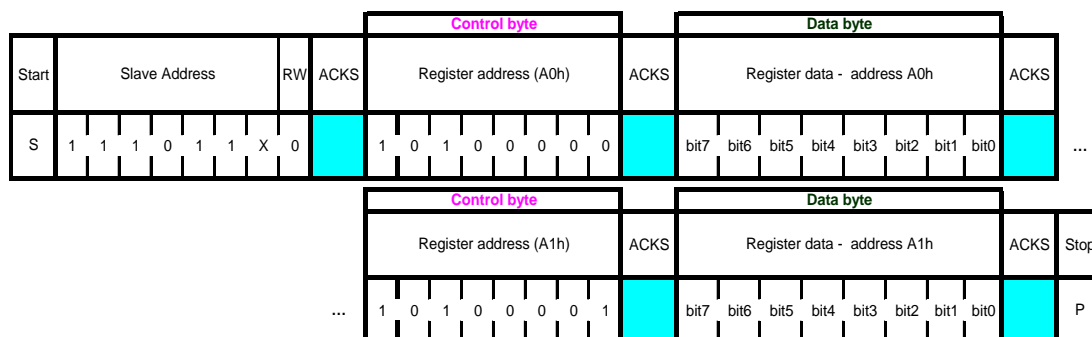 Control byte Data byte
Start Slave Address RW ACKS Register address (A0h) ACKS Register data - address A0h ACKS
S 1 1 1 0 1 1 X 0 1 0 1 0 0 0 0 0 bit7 bit6 bit5 bit4 bit3 bit2 bit1 bit0 ...
Control byte Data byte
Register address (A1h) ACKS Register data - address A1h ACKS Stop
... 1 0 1 0 0 0 0 1 bit7 bit6 bit5 bit4 bit3 bit2 bit1 bit0 P